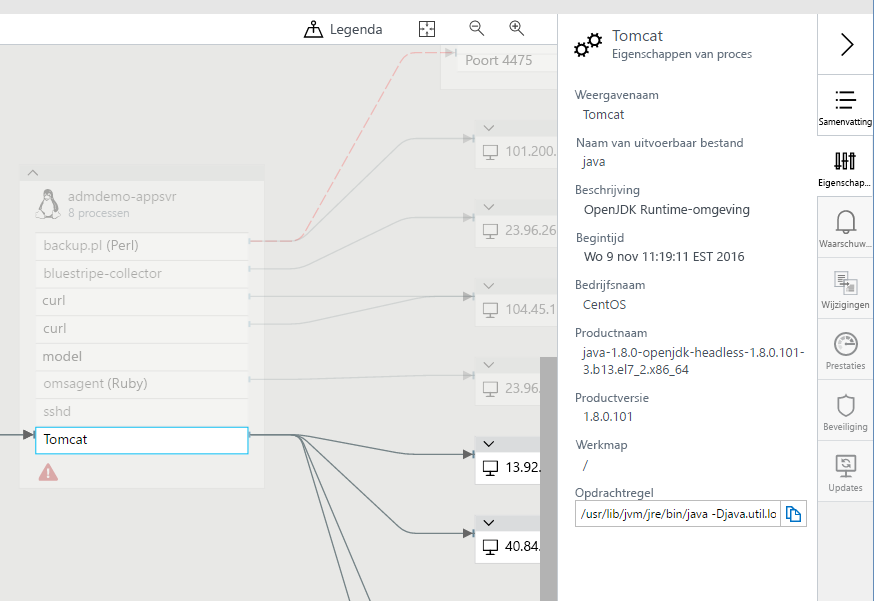 Legenda
Poort 4475
101.200.
admdemo-appsvr
8 processen
23.96.26
backup.pl (Perl)
bluestripe-collector
curl
104.45.1
curl
model
omsagent (Ruby)
23.96.
sshd
Tomcat
13.92.
40.84.
Tomcat
Eigenschappen van proces
Weergavenaam
Tomcat
Naam van uitvoerbaar bestand
java
Beschrijving
OpenJDK Runtime-omgeving
Begintijd
Wo 9 nov 11:19:11 EST 2016
Bedrijfsnaam
CentOS
Productnaam
java-1.8.0-openjdk-headless-1.8.0.101-
3.b13.el7_2.x86_64
Productversie
1.8.0.101
Werkmap
/
Opdrachtregel
/usr/lib/jvm/jre/bin/java -Djava.util.lo
Samenvatting
Eigenschap...
Waarschuw...
Wijzigingen
Prestaties
Beveiliging
Updates